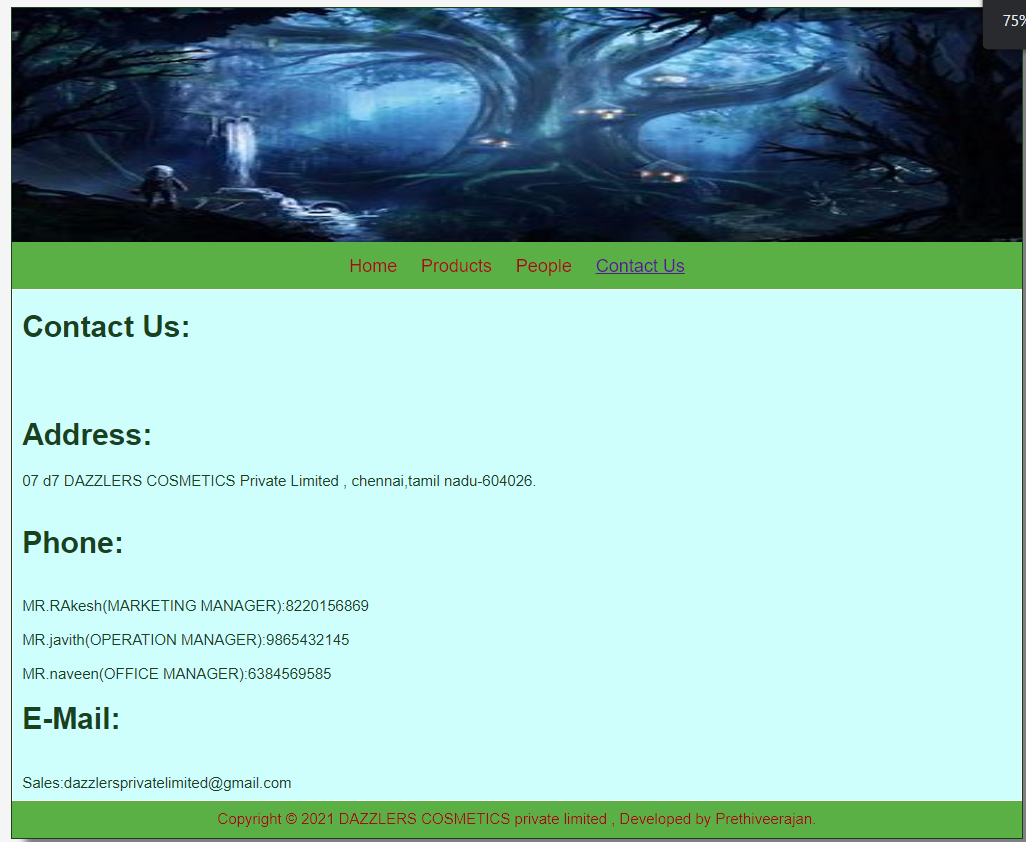 75%
Home Products People Contact Us
Contact Us:
Address:
07 d7 DAZZLERS COSMETICS Private Limited , chennai,tamil nadu-604026.
Phone:
MR.RAkesh(MARKETING MANAGER):8220156869
MR.javith(OPERATION MANAGER):9865432145
MR.naveen(OFFICE MANAGER):6384569585
E-Mail:
Sales:dazzlersprivatelimited@gmail.com
Copyright © 2021 DAZZLERS COSMETICS private limited , Developed by Prethiveerajan.